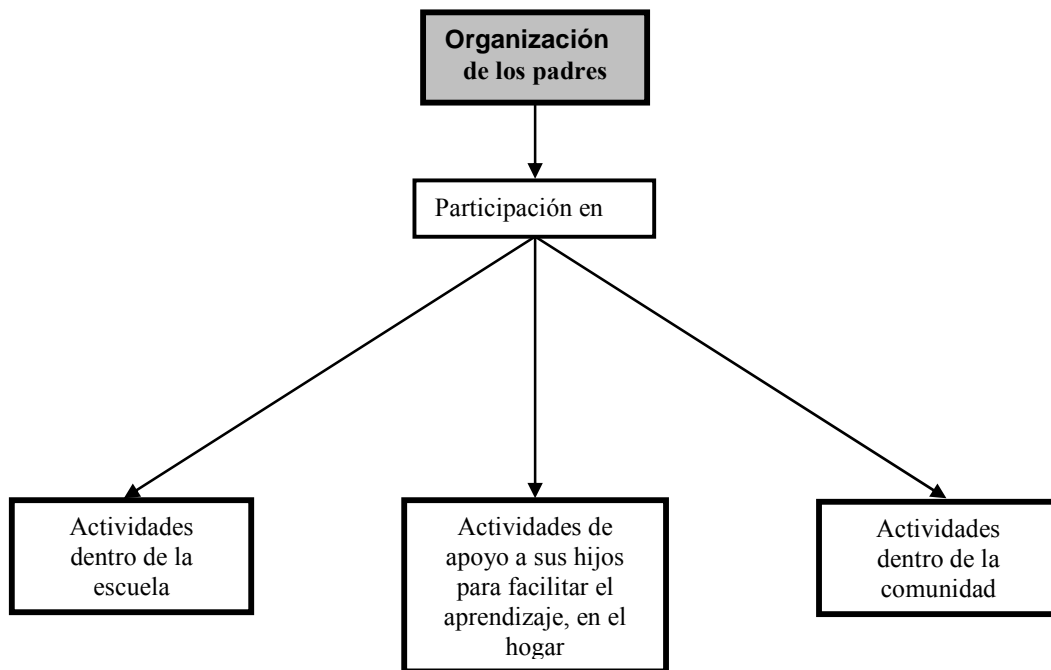 Organización
de los padres
Participación en
Actividades
dentro de la
escuela
Actividades de
apoyo a sus hijos
para facilitar el
aprendizaje, en el
hogar
Actividades
dentro de la
comunidad